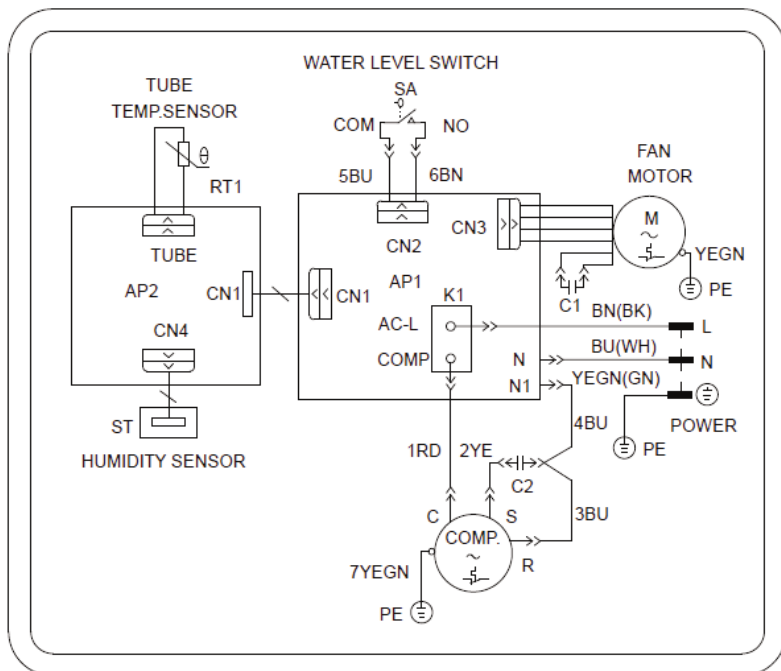 WATER LEVEL SWITCH
SA
COM
NO
5BU
6BN
TUBE
TEMP.SENSOR
θ
RT1
TUBE
AP2
CN1
CN4
ST
HUMIDITY SENSOR
CN2
CN3
CN1
AP1
K1
AC-L
COMP
N
N1
FAN
MOTOR
M
~
YEGN
PE
C1
BN(BK)
L
BU(WH)
N
YEGN(GN)
POWER
PE
4BU
1RD
2YE
C2
3BU
C
S
R
COMP.
~
7YEGN
PE